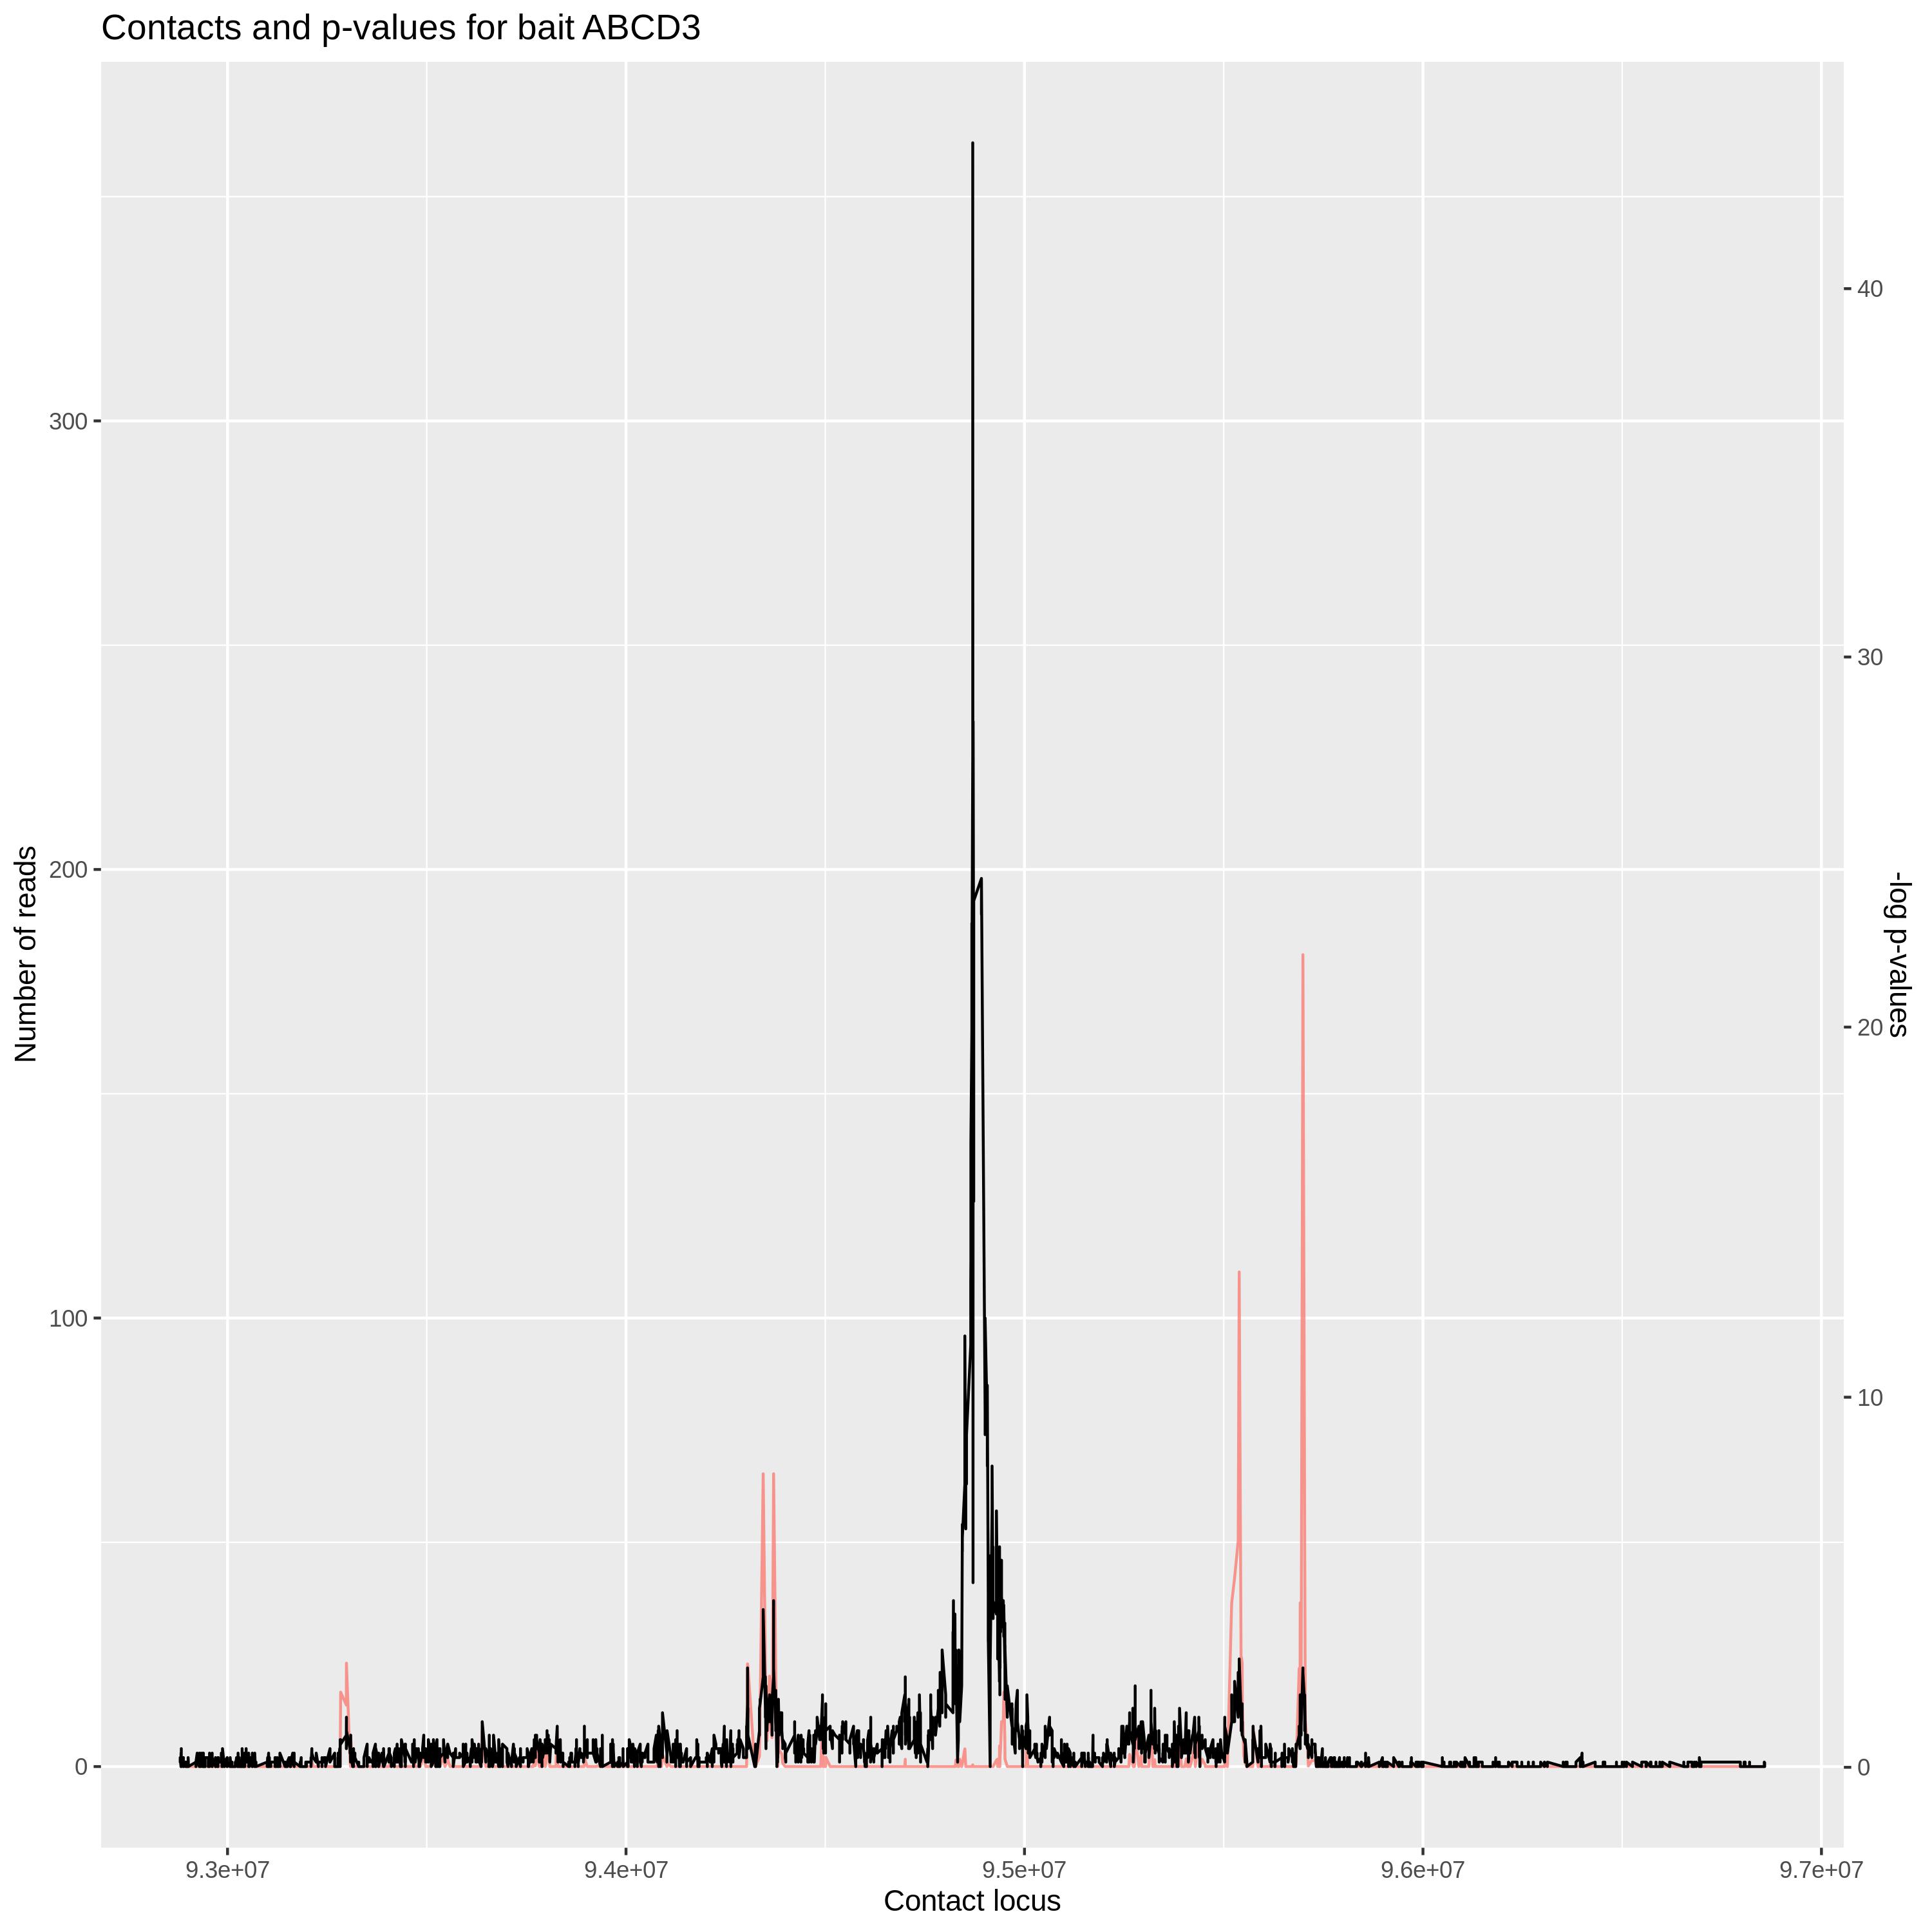 Contacts and p-values for bait ABCD3
Number of reads
300
200
100
0
40
30
20
10
0
-log p-values
9.3e+07
9.4e+07
9.5e+07
9.6e+07
9.7e+07
Contact locus